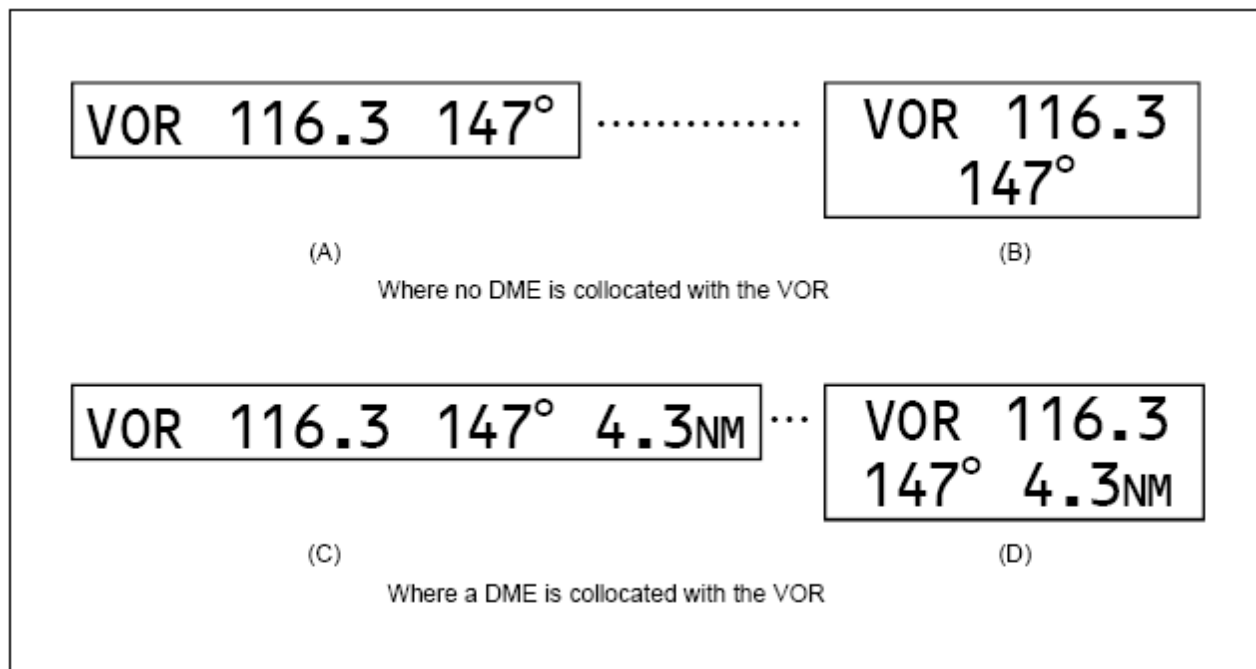 VOR 116.3 147° .............. VOR 116.3
147°
(A) (B)
Where no DME is collocated with the VOR
VOR 116.3 147° 4.3NM ... VOR 116.3
147° 4.3NM
(C) (D)
Where a DME is collocated with the VOR